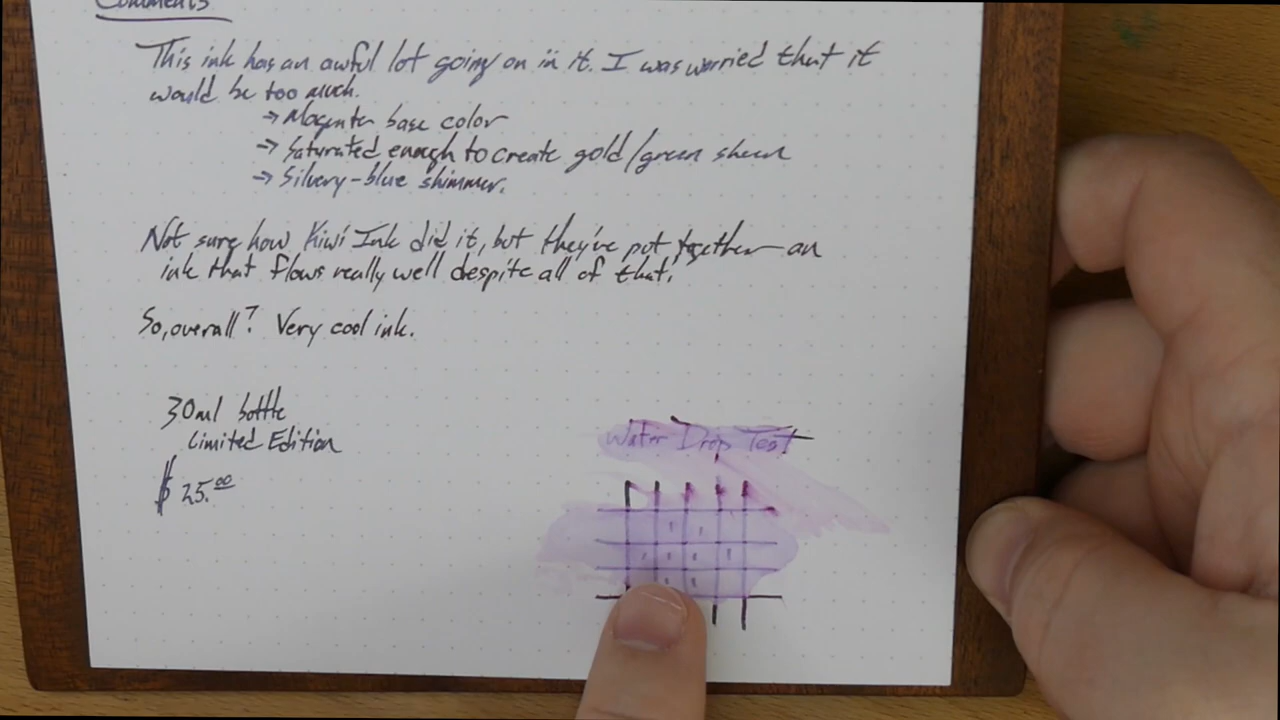 Comments
This ink has an awful lot going on in it. I was worried that it
would be too much.
→ Magenta base color
→ Saturated enough to create gold/green sheen
→ Silvery-blue shimmer.
Not sure how Kiwi Ink did it, but they've put together an
ink that flows really well despite all of that.
So, overall? Very cool ink.
30ml bottle
Limited Edition
$25.00
Water Drop Test